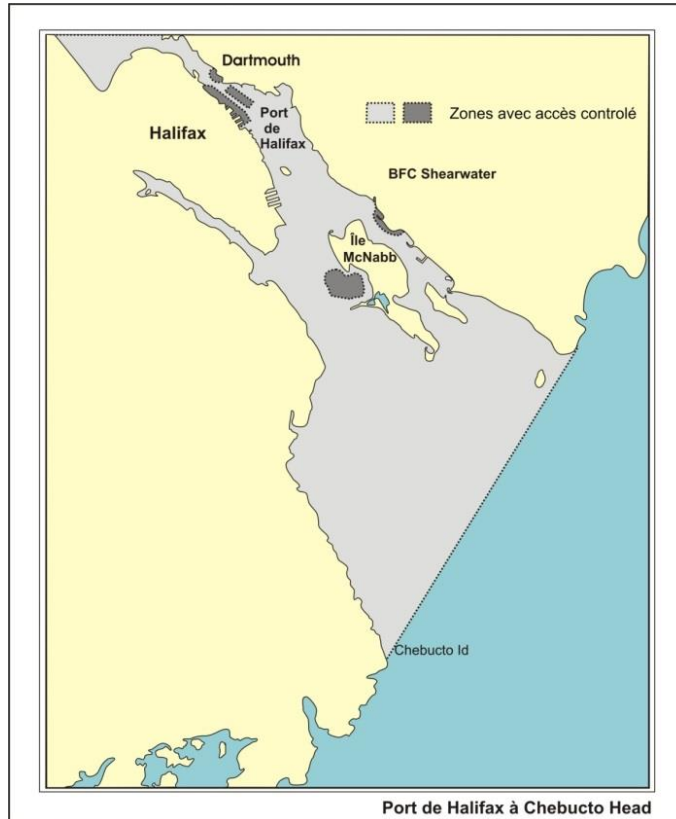 Dartmouth
Zones avec accès controlé
Port
de
Halifax
Halifax
BFC Shearwater
Île
McNabb
Chebucto Id
Port de Halifax à Chebucto Head